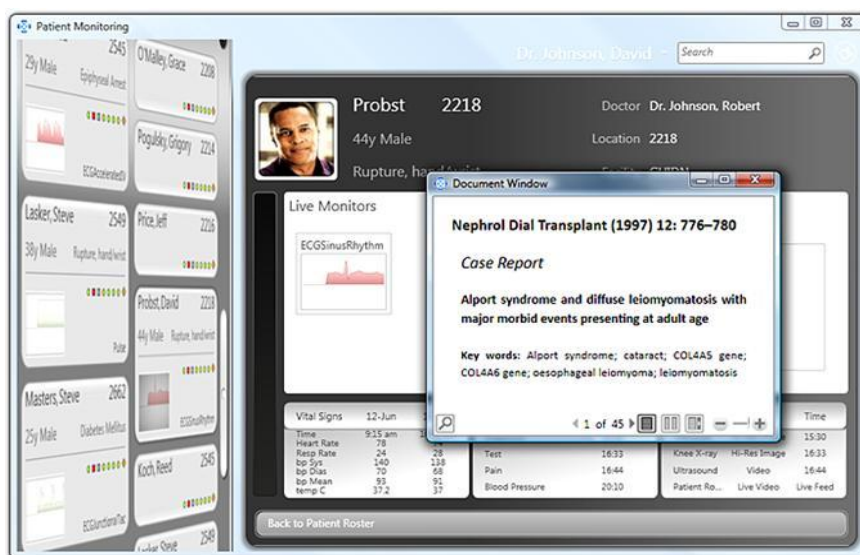 Patient Monitoring
Dr. Johnson, David
Search
2545
29y Male
Epiphyseal Arrest
Lasker, Steve 2549
38y Male Rupture, hand/wrist
Pulse
Masters, Steve 2662
25y Male Diabetes Mellitus
O'Malley, Grace 2208
Pogulsky, Grigory 2214
Price, Jeff 2216
Probst, David 2218
44y Male Rupture, hand/wrist
ECGSinusRhythm
Koch, Reed 2545
2549
Lasker, Steve
Probst 2218
44y Male
Rupture, hand/wrist
Doctor Dr. Johnson, Robert
Location 2218
Live Monitors
ECGSinusRhythm
Document Window
Nephrol Dial Transplant (1997) 12: 776–780
Case Report
Alport syndrome and diffuse leiomyomatosis with
major morbid events presenting at adult age
Key words: Alport syndrome; cataract; COL4A5 gene;
COL4A6 gene; oesophageal leiomyoma; leiomyomatosis
1 of 45
Vital Signs 12-Jun
Time 9:15 am
Heart Rate 78
Resp Rate 24 28
bp Sys 140 138
bp Dias 70 68
bp Mean 93 91
temp C 37.2 37
Test 16:33
Pain 16:44
Blood Pressure 20:10
Time
15:30
Knee X-ray Hi-Res Image 16:33
Ultrasound Video 16:44
Patient Ro... Live Video Live Feed
Back to Patient Roster